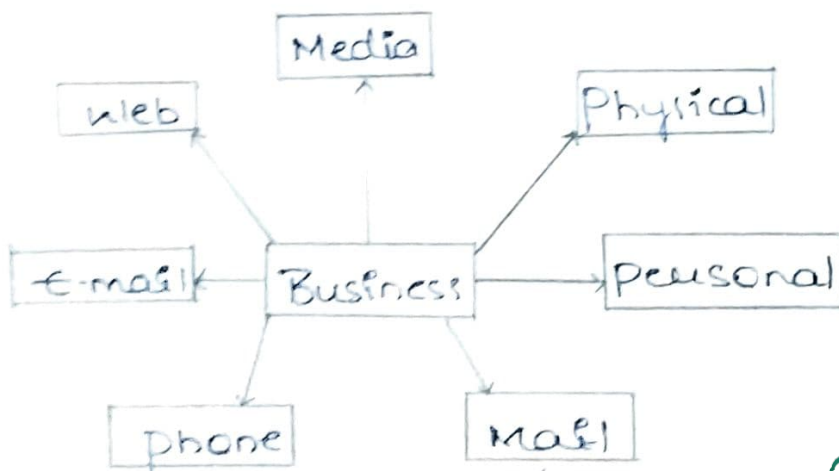 Media
Web
Physical
E-mail
Business
Personal
Phone
Mail